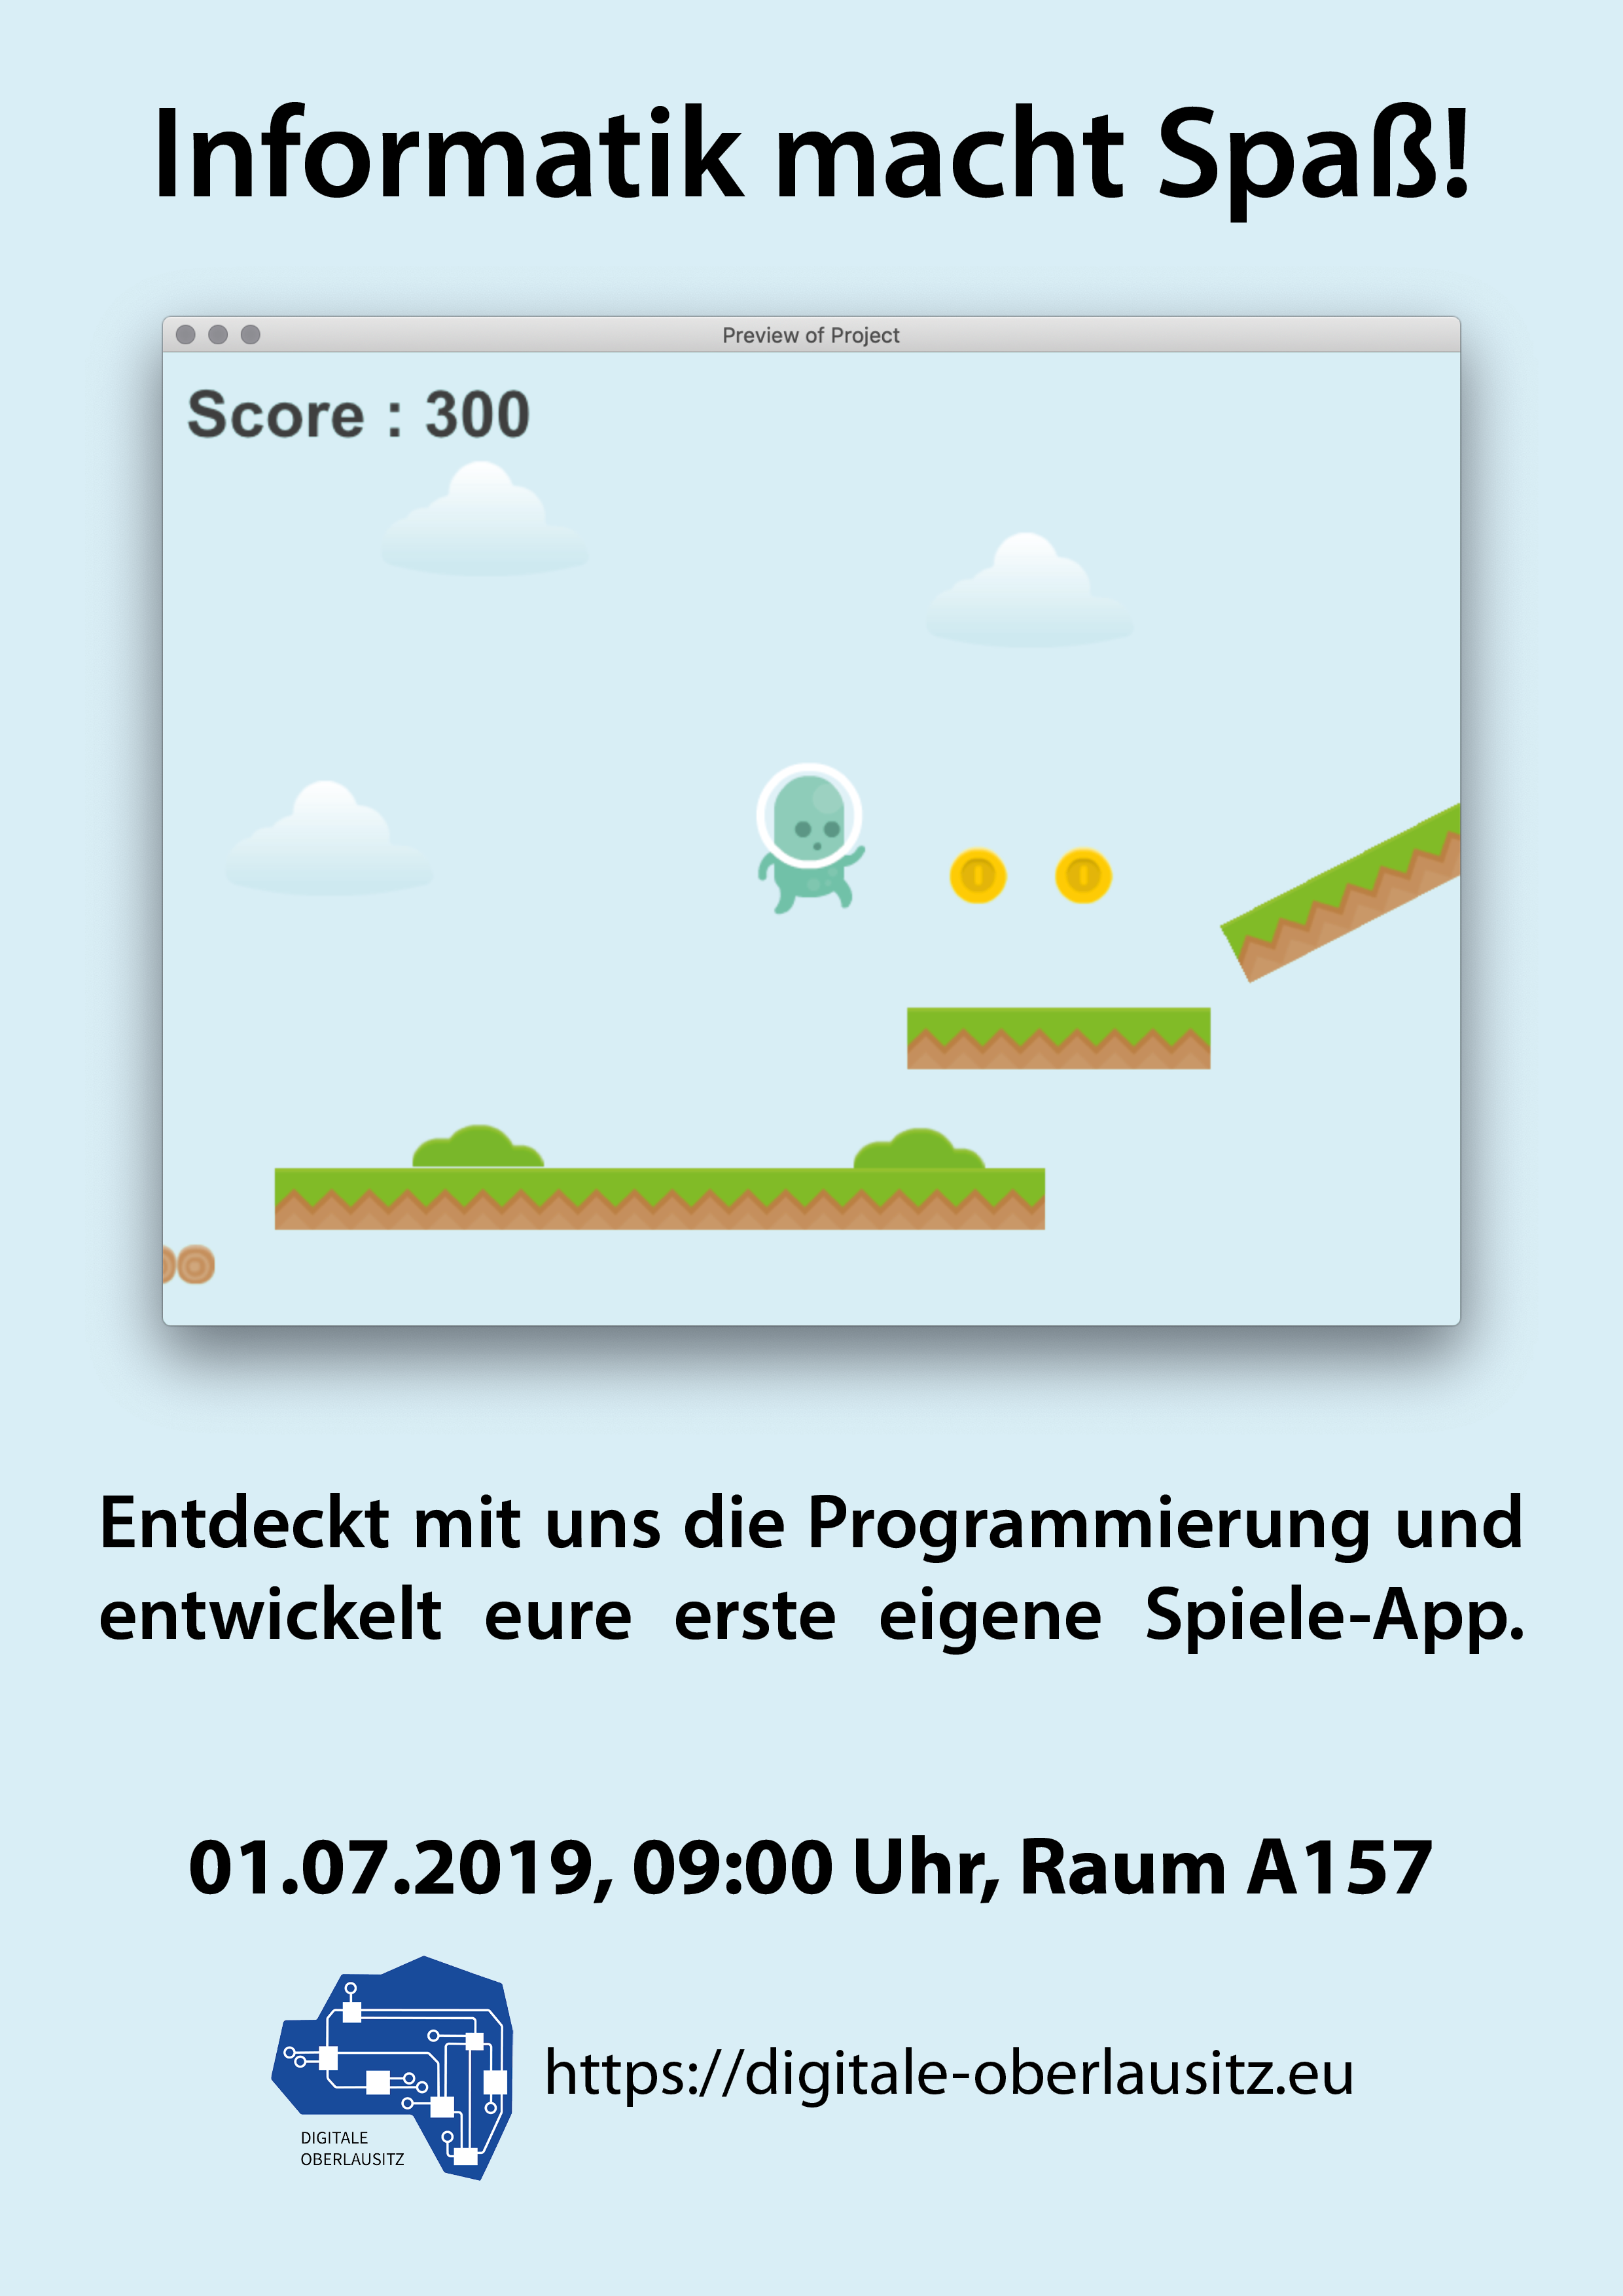 Informatik macht Spaß!
Preview of Project
Score : 300
Entdeckt mit uns die Programmierung und
entwickelt eure erste eigene Spiele-App.
01.07.2019, 09:00 Uhr, Raum A157
https://digitale-oberlausitz.eu
DIGITALE
OBERLAUSITZ